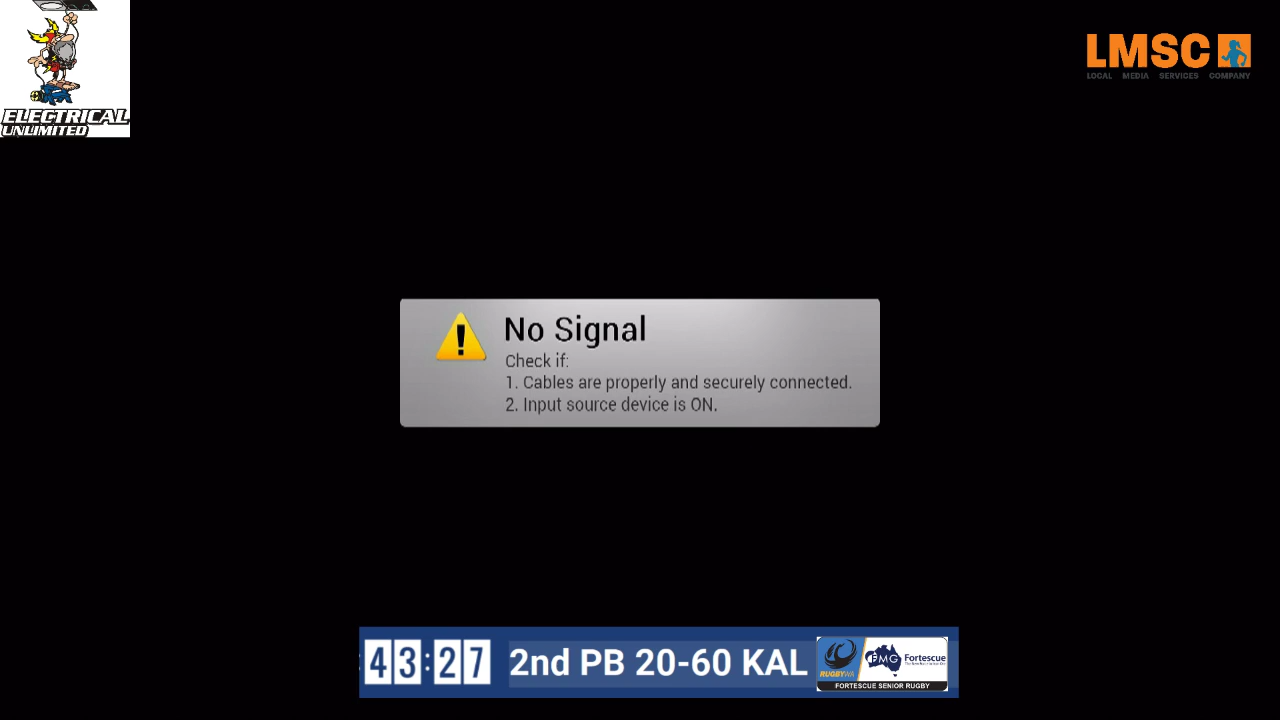 ELECTRICAL
UNLIMITED
LMSC
LOCAL MEDIA SERVICES COMPANY
No Signal
Check if:
1. Cables are properly and securely connected.
2. Input source device is ON.
43:27
2nd PB 20-60 KAL
RUGBYWA
FMG
Fortescue
FORTESCUE SENIOR RUGBY